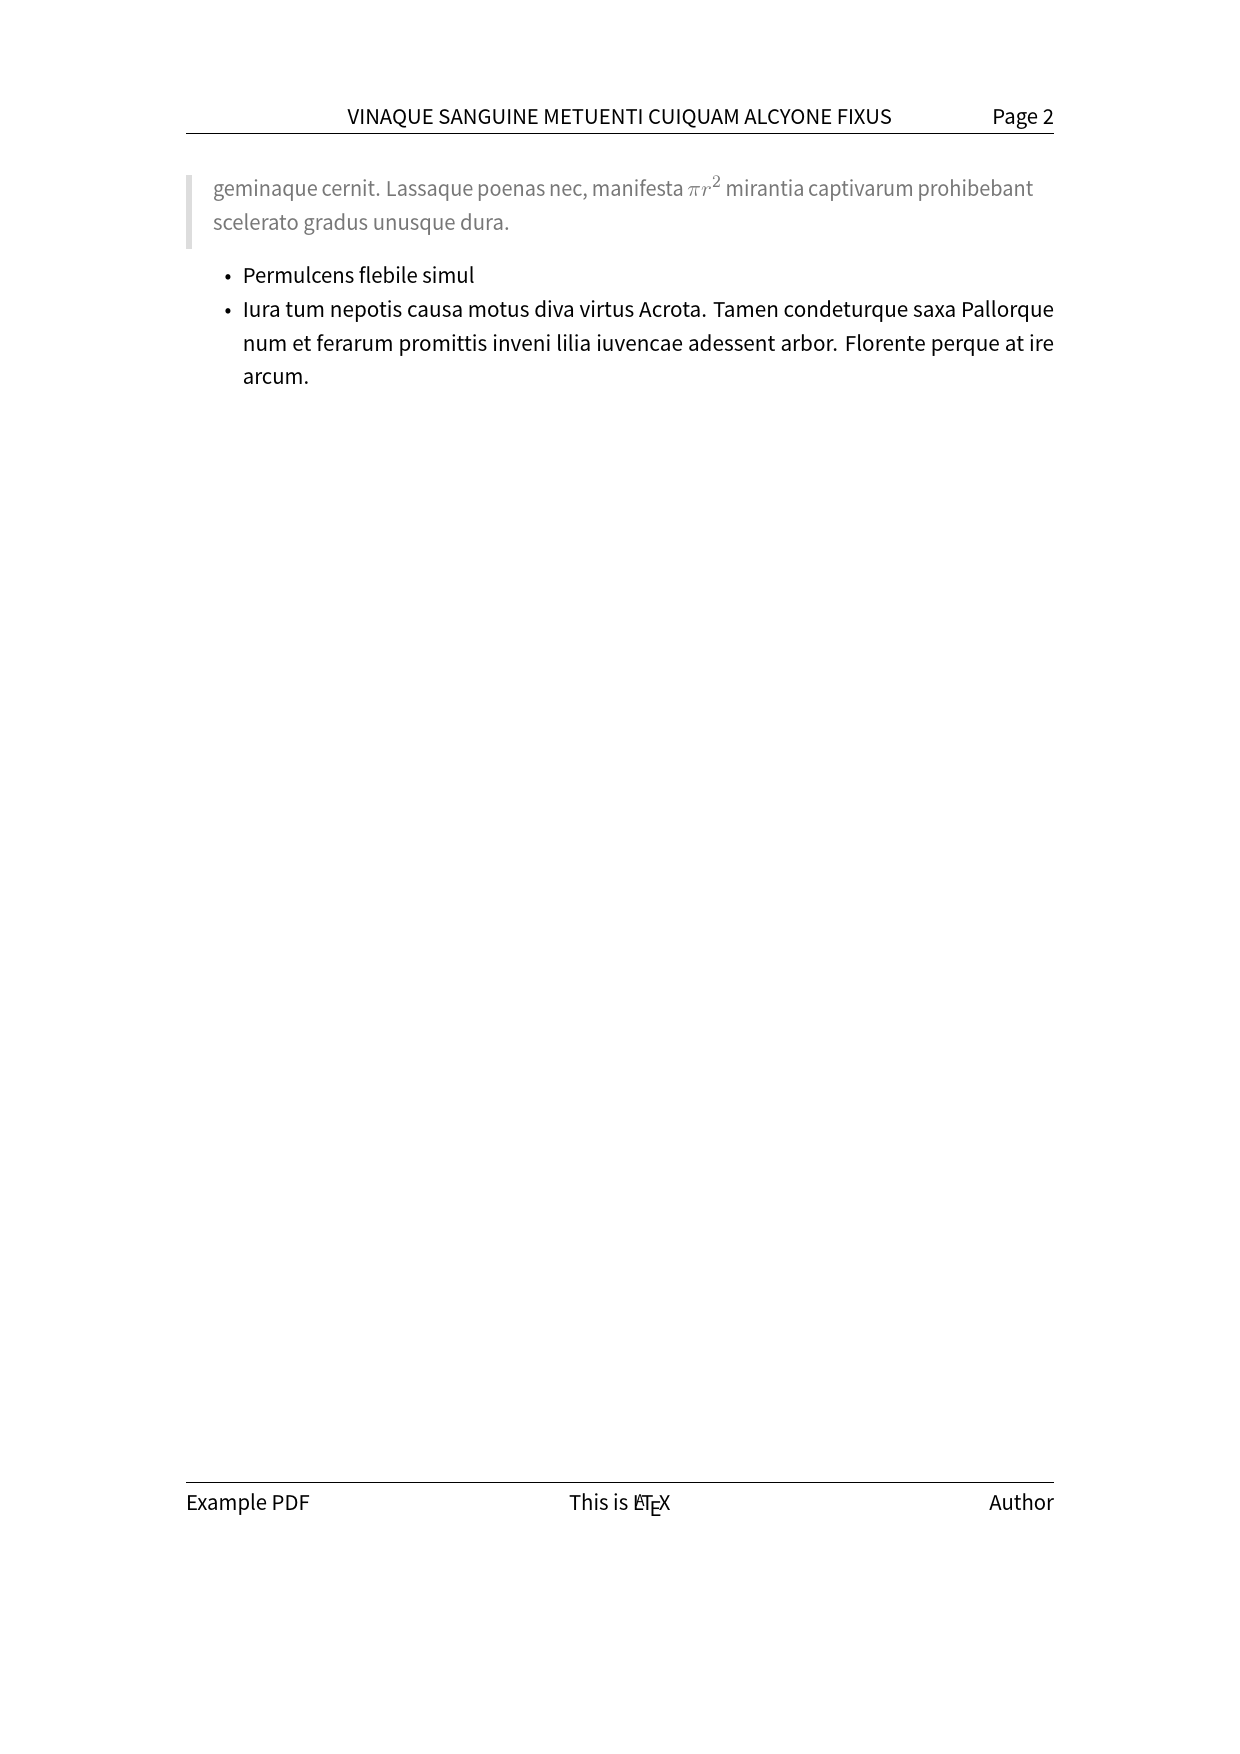 VINAQUE SANGUINE METUENTI CUIQUAM ALCYONE FIXUS Page 2
geminaque cernit. Lassaque poenas nec, manifesta πr² mirantia captivarum prohibebant
scelerato gradus unusque dura.
• Permulcens flebile simul
• Iura tum nepotis causa motus diva virtus Acrota. Tamen condeturque saxa Pallorque
num et ferarum promittis inveni lilia iuvencae adessent arbor. Florente perque at ire
arcum.
Example PDF This is LATEX Author